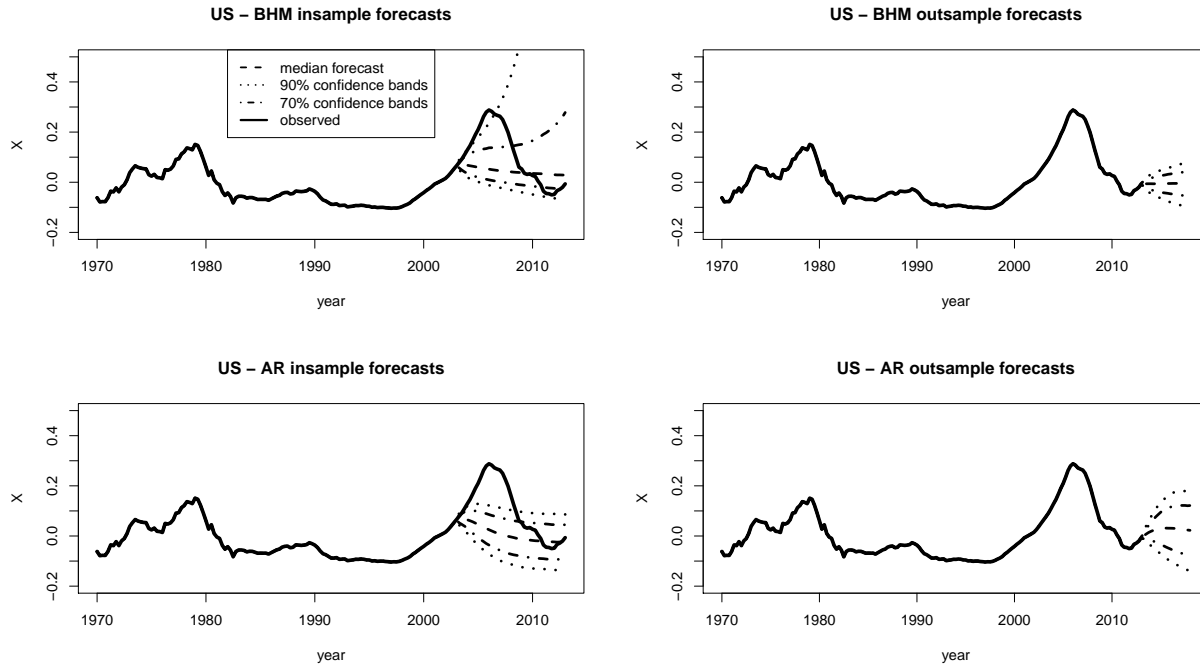 US – BHM insample forecasts
median forecast
90% confidence bands
70% confidence bands
observed
X
−0.2
0.0
0.2
0.4
1970 1980 1990 2000 2010
year
US – BHM outsample forecasts
X
−0.2
0.0
0.2
0.4
1970 1980 1990 2000 2010
year
US – AR insample forecasts
X
−0.2
0.0
0.2
0.4
1970 1980 1990 2000 2010
year
US – AR outsample forecasts
X
−0.2
0.0
0.2
0.4
1970 1980 1990 2000 2010
year